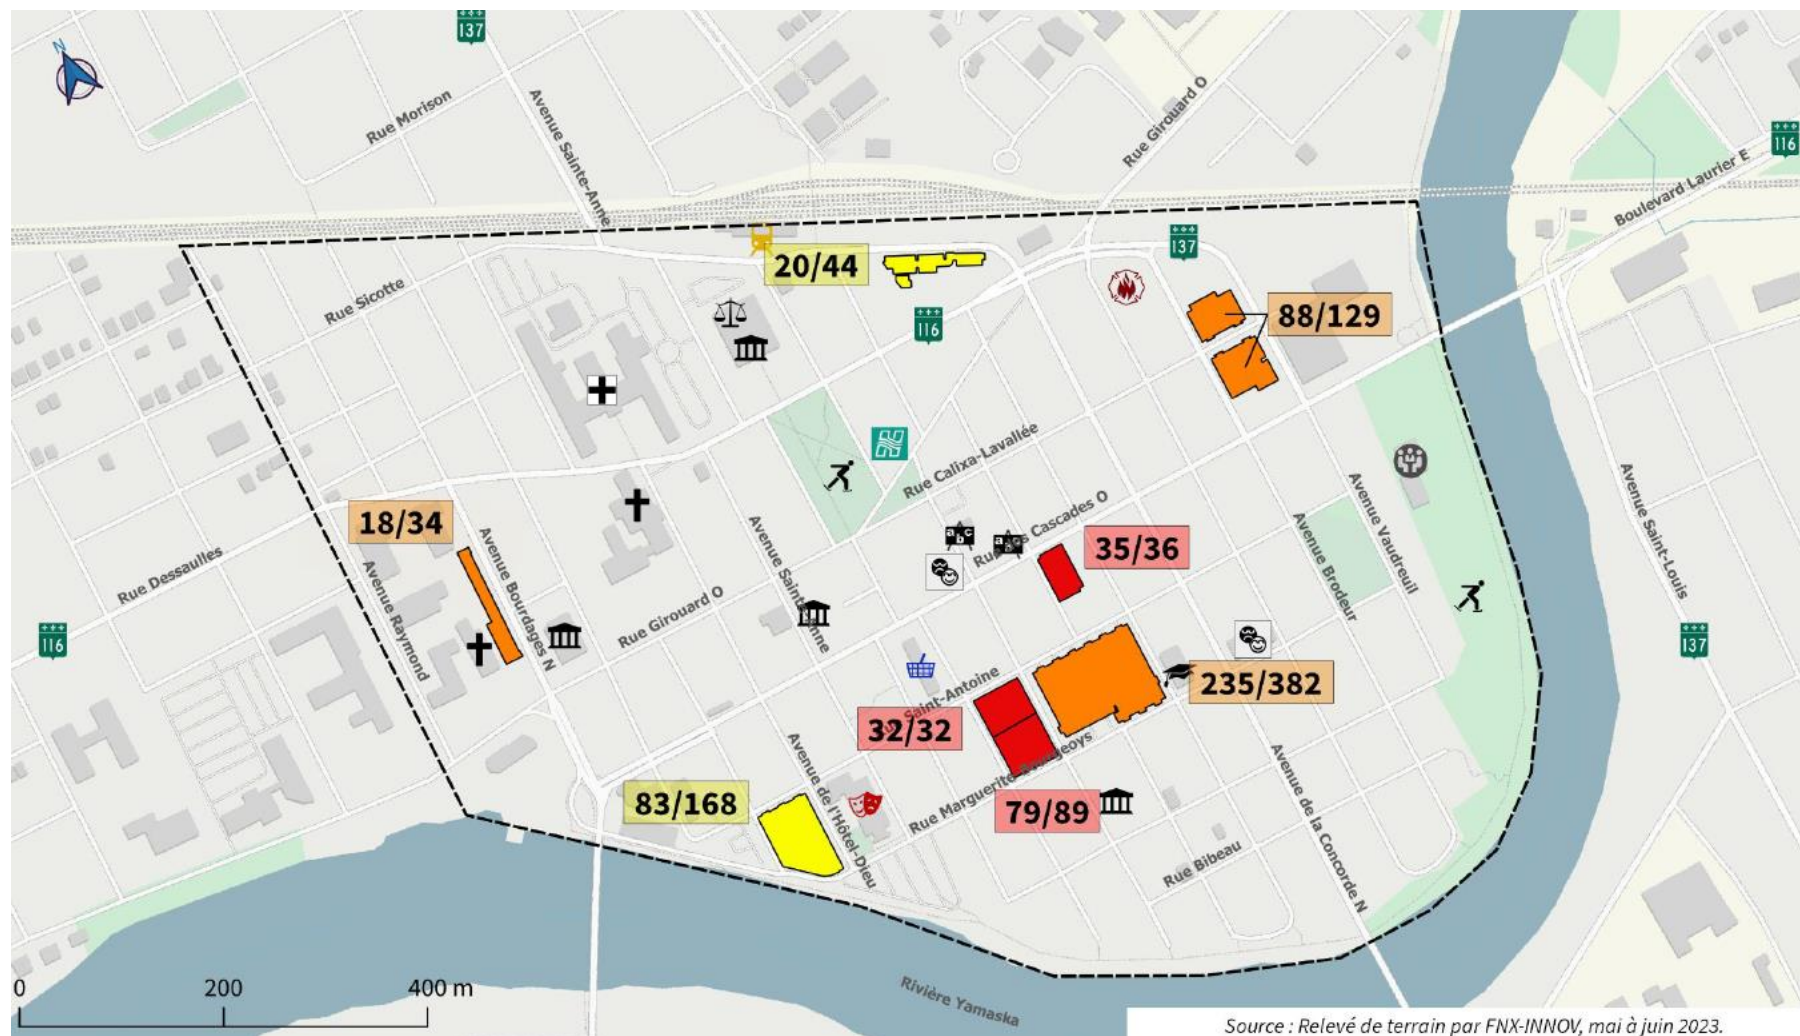 137
N
Rue Morison
Avenue Sainte-Anne
Rue Girouard O
116
Boulevard Laurier E
137
20/44
Rue Sicotte
116
88/129
Rue Calixa-Lavallée
18/34
Rue Dessaulles
Avenue Raymond
Avenue Bourdages N
Avenue Sainte-Anne
a b c
a
Rue des Cascades O
35/36
Avenue Brodeur
Avenue Vaudreuil
Avenue Saint-Louis
116
Rue Girouard O
137
Saint-Antoine
235/382
32/32
Avenue de l'Hôtel-Dieu
83/168
Rue Marguerite-Bourgeoys
79/89
Avenue de la Concorde N
Rue Bibeau
0 200 400 m
Rivière Yamaska
Source : Relevé de terrain par FNX-INNOV, mai à juin 2023.